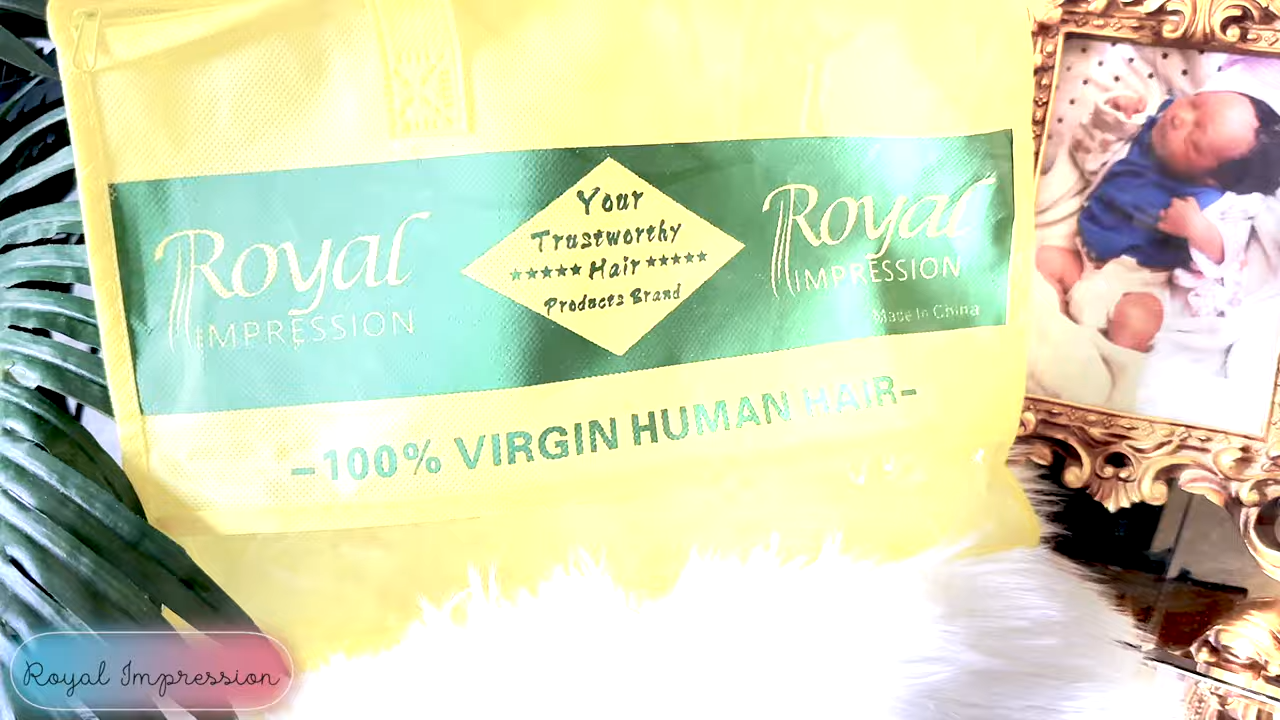 Royal
IMPRESSION
Your
Trustworthy
★★★★★ Hair ★★★★★
Products Brand
Royal
IMPRESSION
Made In China
-100% VIRGIN HUMAN HAIR-
Royal Impression